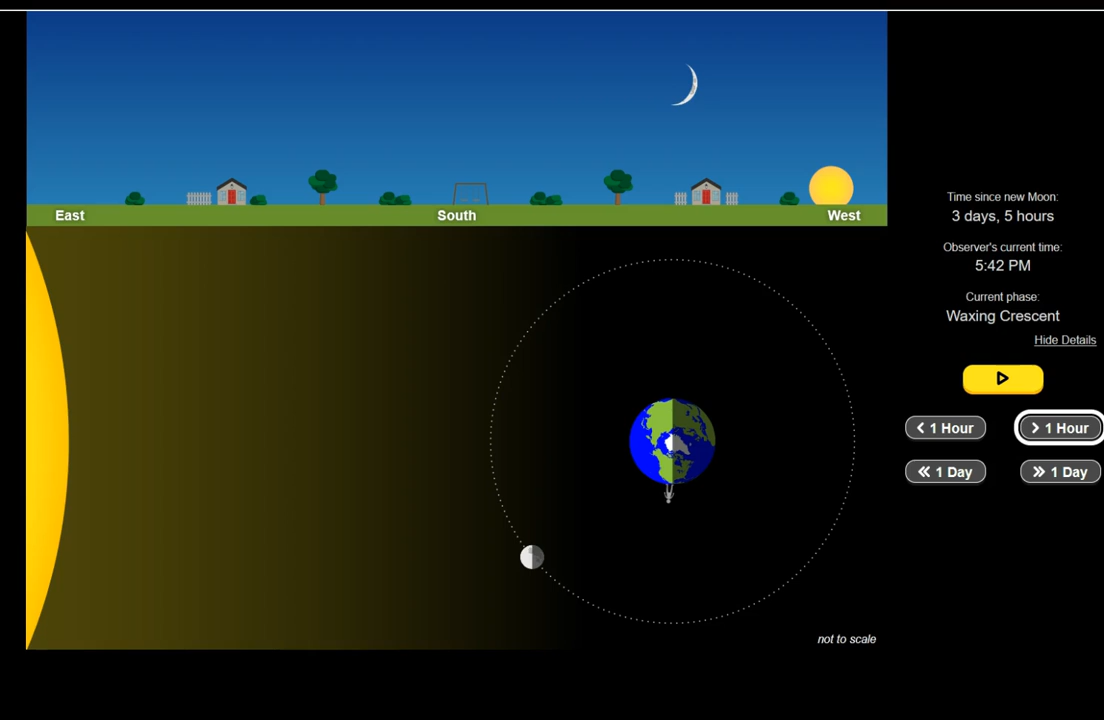 East
South
West
Time since new Moon:
3 days, 5 hours
Observer's current time:
5:42 PM
Current phase:
Waxing Crescent
Hide Details
1 Hour
1 Hour
1 Day
1 Day
not to scale